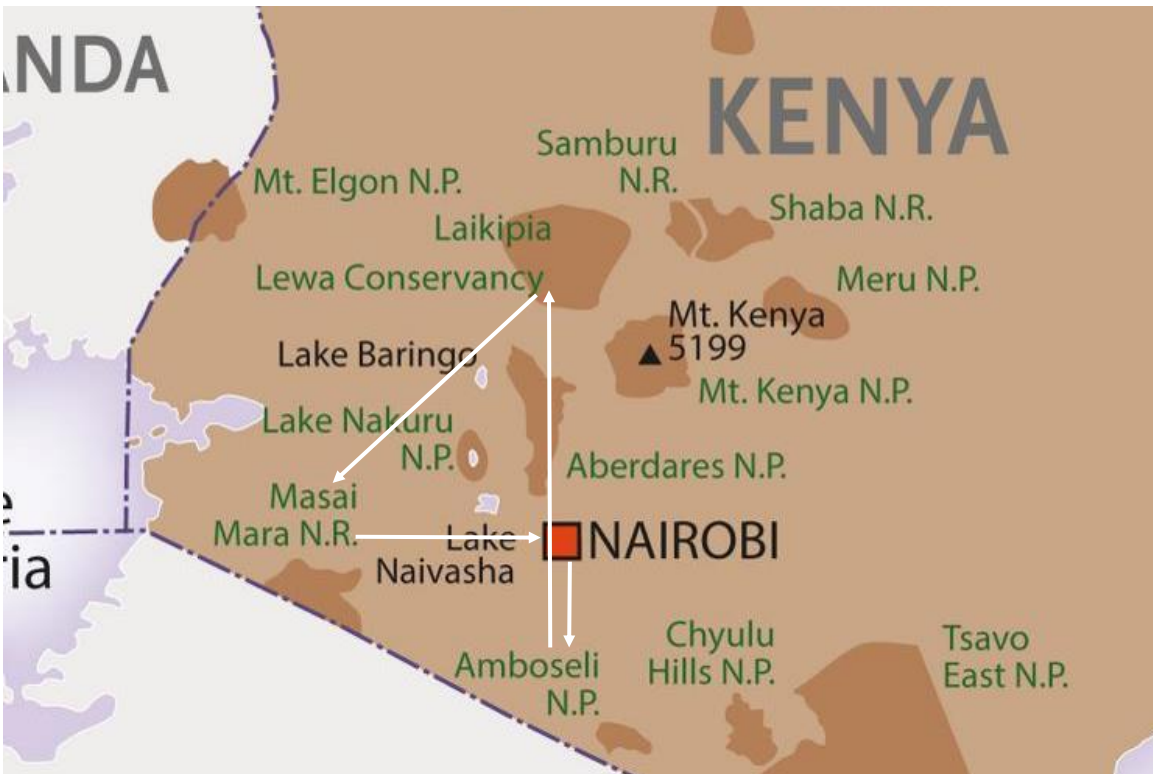 NDA
KENYA
Samburu
N.R.
Mt. Elgon N.P.
Shaba N.R.
Laikipia
Lewa Conservancy
Meru N.P.
Mt. Kenya
5199
Lake Baringo
Mt. Kenya N.P.
Lake Nakuru
N.P.
Aberdares N.P.
Masai
Mara N.R.
e
ria
Lake
Naivasha
NAIROBI
Chyulu
Hills N.P.
Tsavo
East N.P.
Amboseli
N.P.